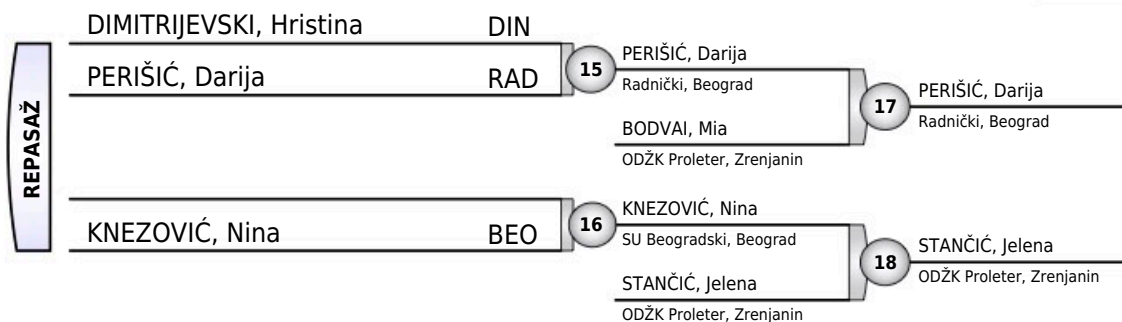 DIMITRIJEVSKI, Hristina DIN
PERIŠIĆ, Darija RAD
REPASAŽ
15
PERIŠIĆ, Darija
Radnički, Beograd
BODVAI, Mia
ODŽK Proleter, Zrenjanin
17
PERIŠIĆ, Darija
Radnički, Beograd
KNEZOVIĆ, Nina BEO
16
KNEZOVIĆ, Nina
SU Beogradski, Beograd
STANČIĆ, Jelena
ODŽK Proleter, Zrenjanin
18
STANČIĆ, Jelena
ODŽK Proleter, Zrenjanin